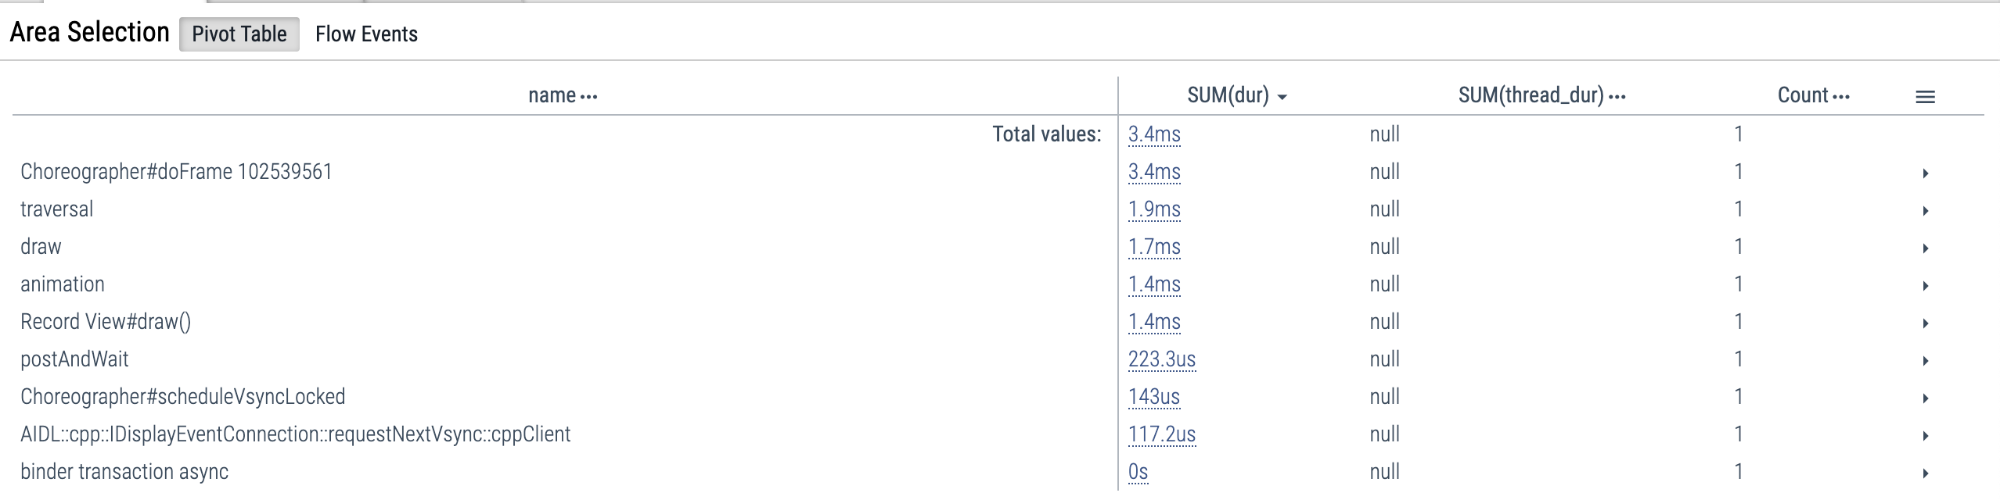 Area Selection Pivot Table Flow Events
name ••• SUM(dur) SUM(thread_dur) ••• Count •••
Total values: 3.4ms null 1
Choreographer#doFrame 102539561 3.4ms null 1
traversal 1.9ms null 1
draw 1.7ms null 1
animation 1.4ms null 1
Record View#draw() 1.4ms null 1
postAndWait 223.3us null 1
Choreographer#scheduleVsyncLocked 143us null 1
AIDL::cpp::IDisplayEventConnection::requestNextVsync::cppClient 117.2us null 1
binder transaction async 0s null 1